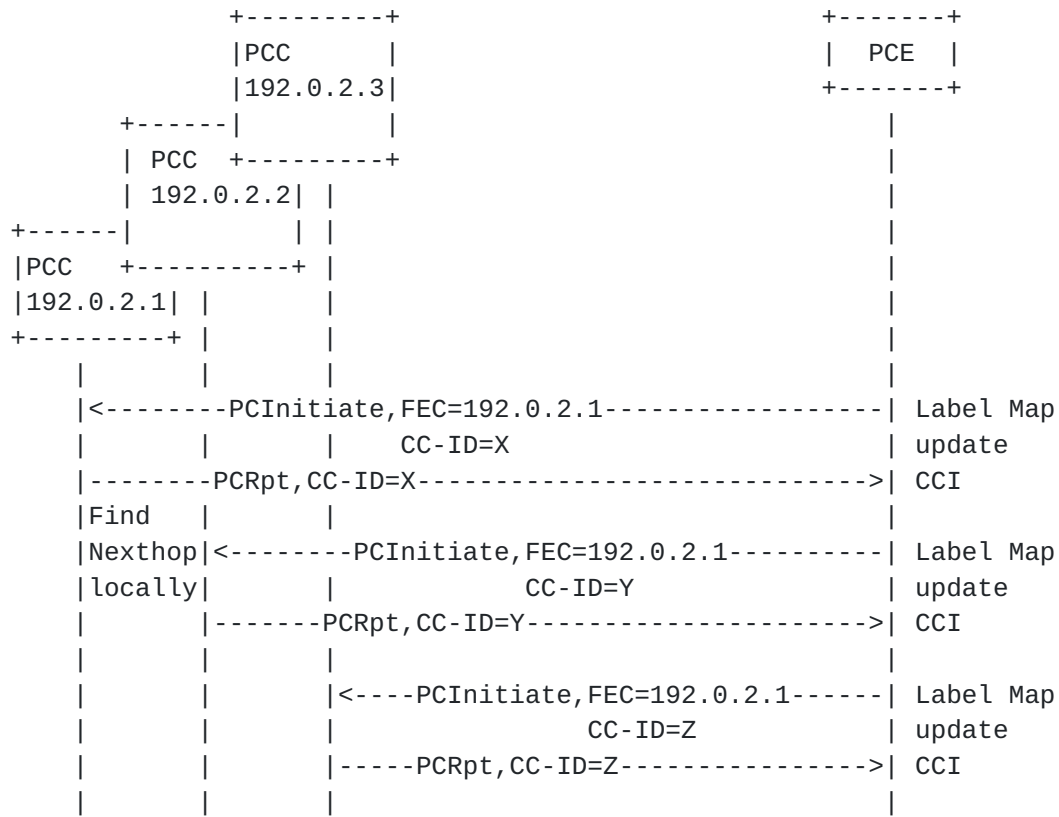 +---------+                           +-------+
              |PCC      |                           |  PCE  |
              |192.0.2.3|                           +-------+
       +------|         |                               |
       | PCC  +---------+                               |
       | 192.0.2.2| |                                   |
+------|          | |                                   |
|PCC   +----------+ |                                   |
|192.0.2.1| |       |                                   |
+---------+ |       |                                   |
    |       |       |                                   |
    |<--------PCInitiate,FEC=192.0.2.1------------------| Label Map
    |       |       |    CC-ID=X                        | update
    |--------PCRpt,CC-ID=X----------------------------->| CCI
    |Find   |       |                                   |
    |Nexthop|<--------PCInitiate,FEC=192.0.2.1----------| Label Map
    |locally|       |            CC-ID=Y                | update
    |       |-------PCRpt,CC-ID=Y---------------------->| CCI
    |       |       |                                   |
    |       |       |<----PCInitiate,FEC=192.0.2.1------| Label Map
    |       |       |                CC-ID=Z            | update
    |       |       |-----PCRpt,CC-ID=Z---------------->| CCI
    |       |       |                                   |